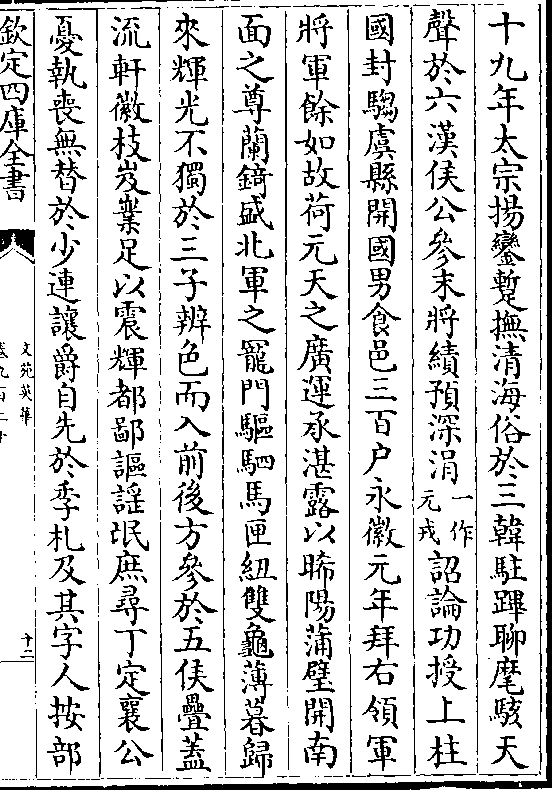 十九年太宗揚鑾蹔撫清海俗於三韓駐蹕聊麾駭天
聲於六漢侯公參末將績預深涓一作元戎詔論功授上柱
國封騶虞縣開國男食邑三百户永徽元年拜右領軍
將軍餘如故荷元天之廣運承湛露以晞陽蒲璧開南
面之尊蘭錡盛北軍之寵門驅駟馬匣紐雙龜薄暮歸
來輝光不獨於三子辨色而入前後方參於五侯疊蓋
流軒徽枝岌嶪足以震輝都鄙謳謡氓庶尋丁定襄公
憂執喪無替於少連讓爵自先於季札及其字人按部
欽定四庫全書
文苑英華
卷九百二十
十二